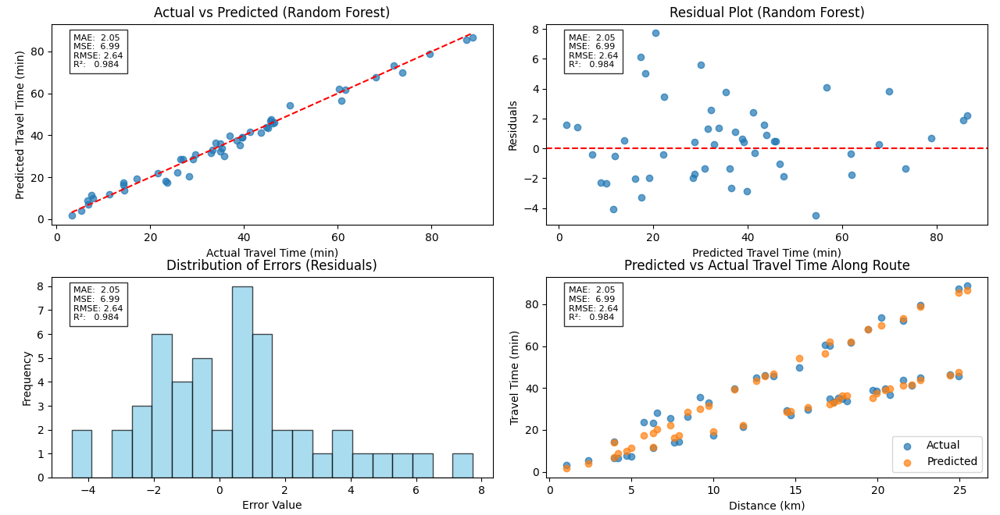 Actual vs Predicted (Random Forest)
MAE:  2.05
MSE:  6.99
RMSE: 2.64
R²:   0.984
Predicted Travel Time (min)
80
60
40
20
0
0 20 40 60 80
Actual Travel Time (min)
Residual Plot (Random Forest)
MAE:  2.05
MSE:  6.99
RMSE: 2.64
R²:   0.984
Residuals
8
6
4
2
0
−2
−4
0 20 40 60 80
Predicted Travel Time (min)
Distribution of Errors (Residuals)
MAE:  2.05
MSE:  6.99
RMSE: 2.64
R²:   0.984
Frequency
8
7
6
5
4
3
2
1
0
−4 −2 0 2 4 6 8
Error Value
Predicted vs Actual Travel Time Along Route
MAE:  2.05
MSE:  6.99
RMSE: 2.64
R²:   0.984
Travel Time (min)
80
60
40
20
0
Actual
Predicted
0 5 10 15 20 25
Distance (km)